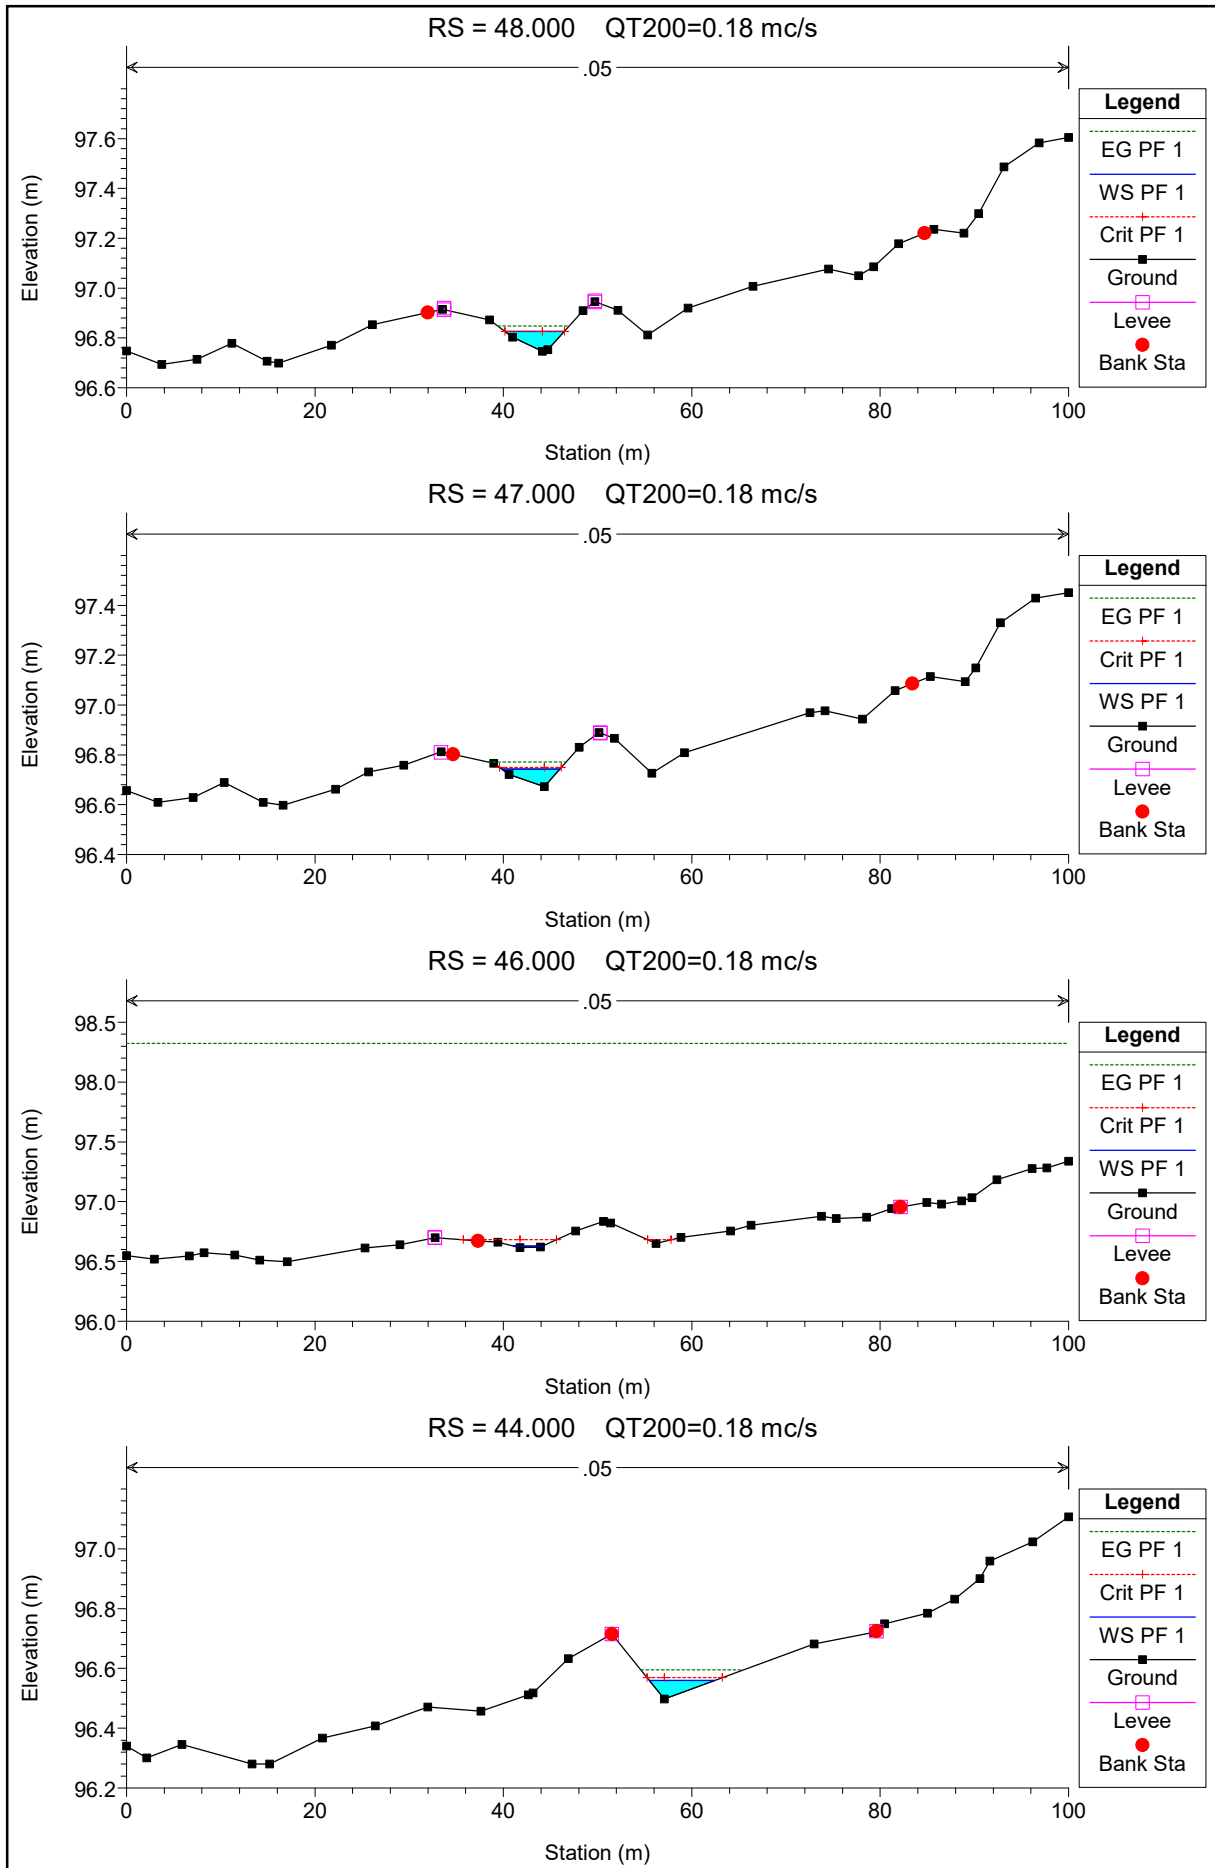 RS = 48.000 QT200=0.18 mc/s
.05
Legend
EG PF 1
WS PF 1
Crit PF 1
Ground
Levee
Bank Sta
Elevation (m)
97.6
97.4
97.2
97.0
96.8
96.6
0 20 40 60 80 100
Station (m)
RS = 47.000 QT200=0.18 mc/s
.05
Legend
EG PF 1
Crit PF 1
WS PF 1
Ground
Levee
Bank Sta
Elevation (m)
97.4
97.2
97.0
96.8
96.6
96.4
0 20 40 60 80 100
Station (m)
RS = 46.000 QT200=0.18 mc/s
.05
Legend
EG PF 1
Crit PF 1
WS PF 1
Ground
Levee
Bank Sta
Elevation (m)
98.5
98.0
97.5
97.0
96.5
96.0
0 20 40 60 80 100
Station (m)
RS = 44.000 QT200=0.18 mc/s
.05
Legend
EG PF 1
Crit PF 1
WS PF 1
Ground
Levee
Bank Sta
Elevation (m)
97.0
96.8
96.6
96.4
96.2
0 20 40 60 80 100
Station (m)